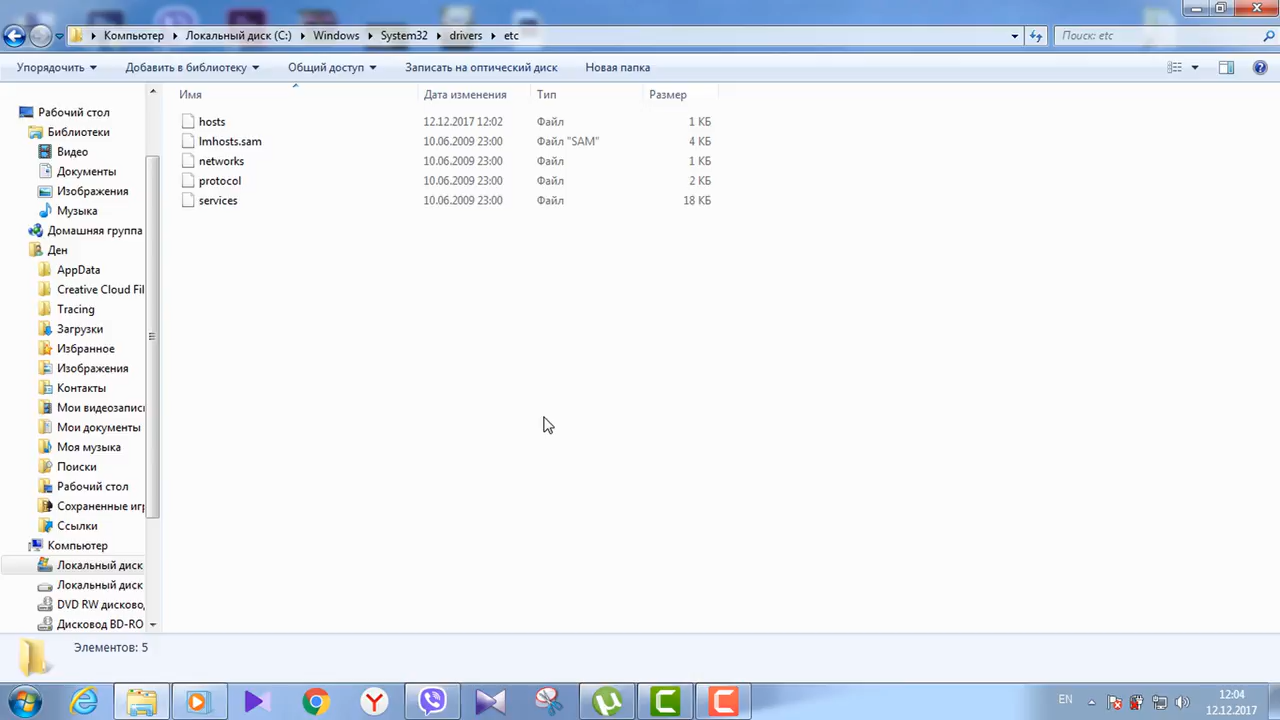 Компьютер Локальный диск (C:) Windows System32 drivers etc
Поиск: etc
Упорядочить Добавить в библиотеку Общий доступ Записать на оптический диск Новая папка
Имя Дата изменения Тип Размер
hosts 12.12.2017 12:02 Файл 1 КБ
lmhosts.sam 10.06.2009 23:00 Файл "SAM" 4 КБ
networks 10.06.2009 23:00 Файл 1 КБ
protocol 10.06.2009 23:00 Файл 2 КБ
services 10.06.2009 23:00 Файл 18 КБ
Рабочий стол
Библиотеки
Видео
Документы
Изображения
Музыка
Домашняя группа
Ден
AppData
Creative Cloud Fil
Tracing
Загрузки
Избранное
Изображения
Контакты
Мои видеозапис
Мои документы
Моя музыка
Поиски
Рабочий стол
Сохраненные игр
Ссылки
Компьютер
Локальный диск
Локальный диск
DVD RW дисковод
Дисковод BD-RO
Элементов: 5
EN
12:04
12.12.2017